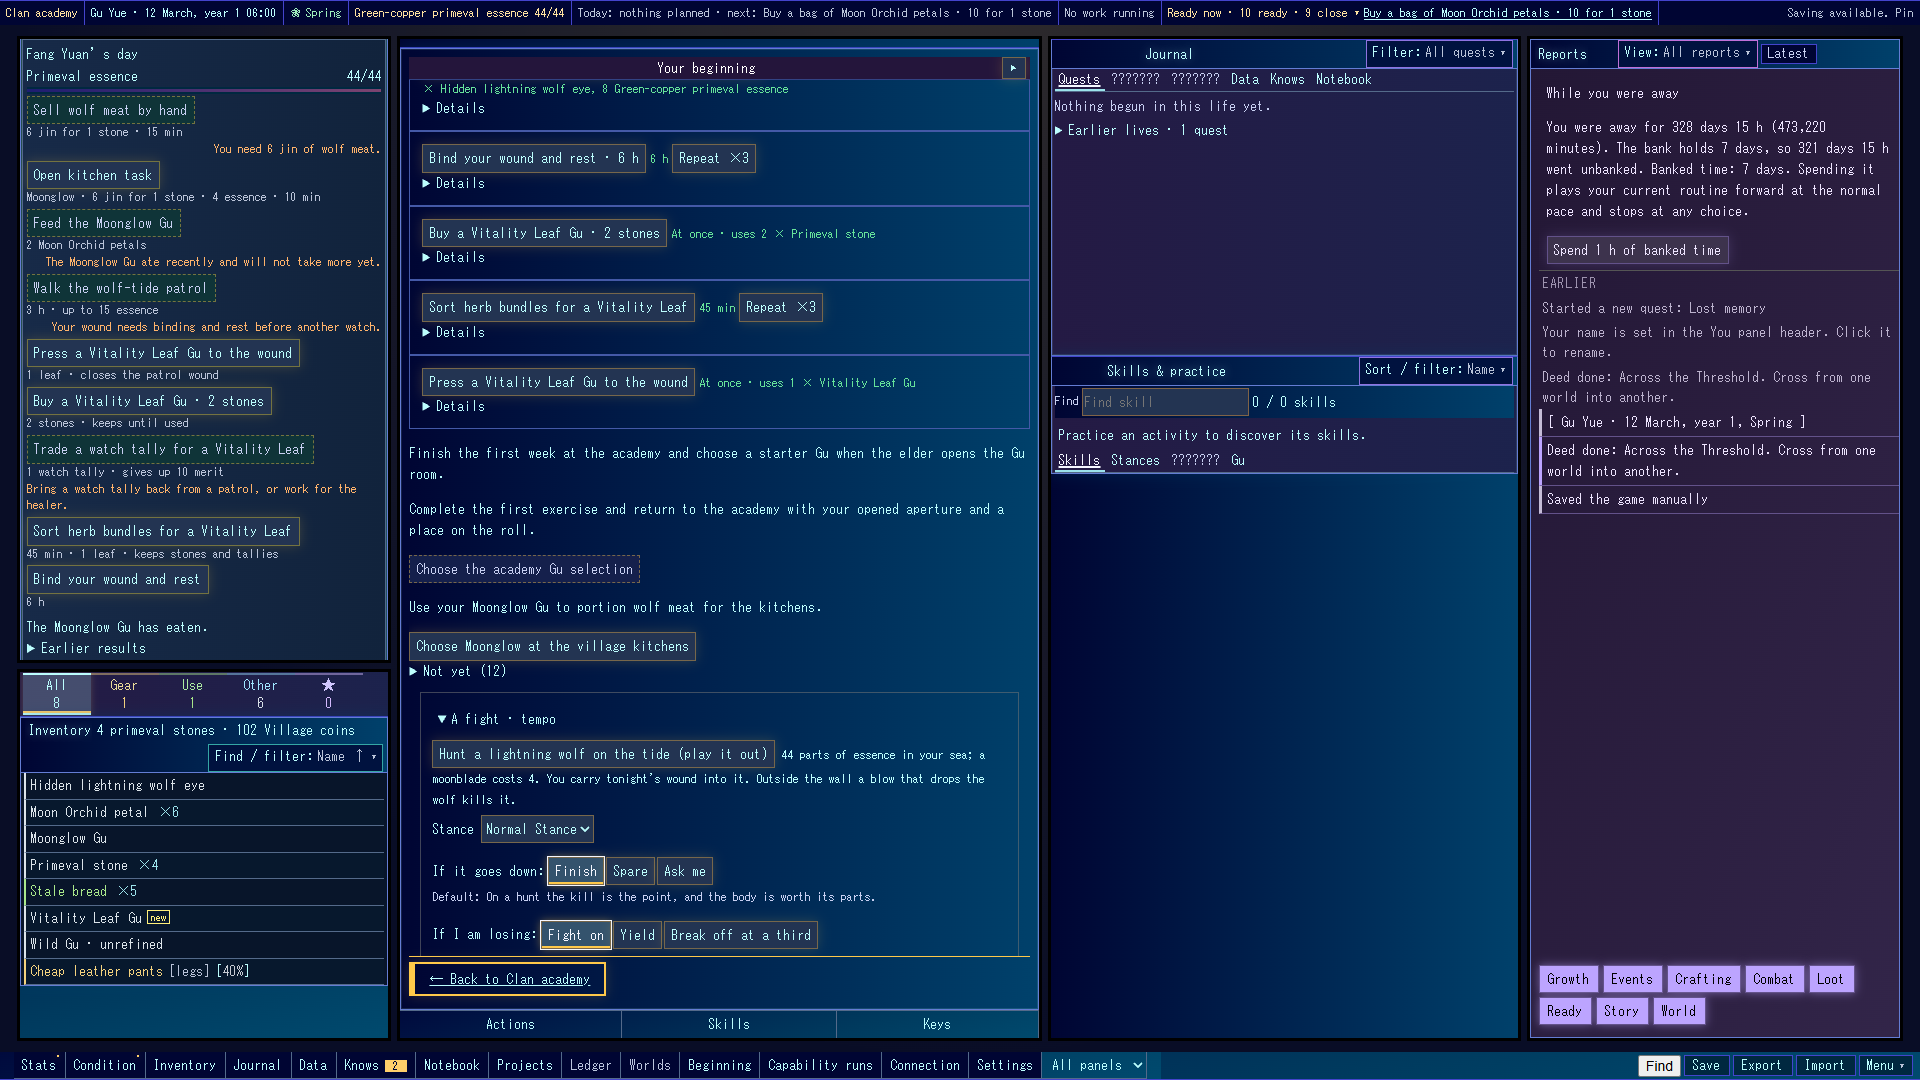 Clan academy
Gu Yue · 12 March, year 1 06:00
❀ Spring
Green-copper primeval essence 44/44
Today: nothing planned · next: Buy a bag of Moon Orchid petals · 10 for 1 stone
No work running
Ready now · 10 ready · 9 close ▾ Buy a bag of Moon Orchid petals · 10 for 1 stone
Saving available. Pin
Fang Yuan's day
Primeval essence 44/44
Sell wolf meat by hand
6 jin for 1 stone · 15 min
You need 6 jin of wolf meat.
Open kitchen task
Moonglow · 6 jin for 1 stone · 4 essence · 10 min
Feed the Moonglow Gu
2 Moon Orchid petals
The Moonglow Gu ate recently and will not take more yet.
Walk the wolf-tide patrol
3 h · up to 15 essence
Your wound needs binding and rest before another watch.
Press a Vitality Leaf Gu to the wound
1 leaf · closes the patrol wound
Buy a Vitality Leaf Gu · 2 stones
2 stones · keeps until used
Trade a watch tally for a Vitality Leaf
1 watch tally · gives up 10 merit
Bring a watch tally back from a patrol, or work for the
healer.
Sort herb bundles for a Vitality Leaf
45 min · 1 leaf · keeps stones and tallies
Bind your wound and rest
6 h
The Moonglow Gu has eaten.
▶ Earlier results
All 8
Gear 1
Use 1
Other 6
★ 0
Inventory 4 primeval stones · 102 Village coins
Find / filter: Name ↑ ▾
Hidden lightning wolf eye
Moon Orchid petal ×6
Moonglow Gu
Primeval stone ×4
Stale bread ×5
Vitality Leaf Gu new
Wild Gu · unrefined
Cheap leather pants [legs] [40%]
Your beginning
▸
× Hidden lightning wolf eye, 8 Green-copper primeval essence
▶ Details
Bind your wound and rest · 6 h 6 h Repeat ×3
▶ Details
Buy a Vitality Leaf Gu · 2 stones At once · uses 2 × Primeval stone
▶ Details
Sort herb bundles for a Vitality Leaf 45 min Repeat ×3
▶ Details
Press a Vitality Leaf Gu to the wound At once · uses 1 × Vitality Leaf Gu
▶ Details
Finish the first week at the academy and choose a starter Gu when the elder opens the Gu
room.
Complete the first exercise and return to the academy with your opened aperture and a
place on the roll.
Choose the academy Gu selection
Use your Moonglow Gu to portion wolf meat for the kitchens.
Choose Moonglow at the village kitchens
▶ Not yet (12)
▼ A fight · tempo
Hunt a lightning wolf on the tide (play it out) 44 parts of essence in your sea; a
moonblade costs 4. You carry tonight's wound into it. Outside the wall a blow that drops the
wolf kills it.
Stance Normal Stance
If it goes down: Finish Spare Ask me
Default: On a hunt the kill is the point, and the body is worth its parts.
If I am losing: Fight on Yield Break off at a third
← Back to Clan academy
Actions Skills Keys
Journal
Filter: All quests ▾
Quests ??????? ??????? Data Knows Notebook
Nothing begun in this life yet.
▶ Earlier lives · 1 quest
Skills & practice
Sort / filter: Name ▾
Find Find skill 0 / 0 skills
Practice an activity to discover its skills.
Skills Stances ??????? Gu
Reports
View: All reports ▾
Latest
While you were away
You were away for 328 days 15 h (473,220
minutes). The bank holds 7 days, so 321 days 15 h
went unbanked. Banked time: 7 days. Spending it
plays your current routine forward at the normal
pace and stops at any choice.
Spend 1 h of banked time
EARLIER
Started a new quest: Lost memory
Your name is set in the You panel header. Click it
to rename.
Deed done: Across the Threshold. Cross from one
world into another.
[ Gu Yue · 12 March, year 1, Spring ]
Deed done: Across the Threshold. Cross from one
world into another.
Saved the game manually
Growth Events Crafting Combat Loot
Ready Story World
Stats Condition Inventory Journal Data Knows 2 Notebook Projects Ledger Worlds Beginning Capability runs Connection Settings All panels
Find Save Export Import Menu ▾